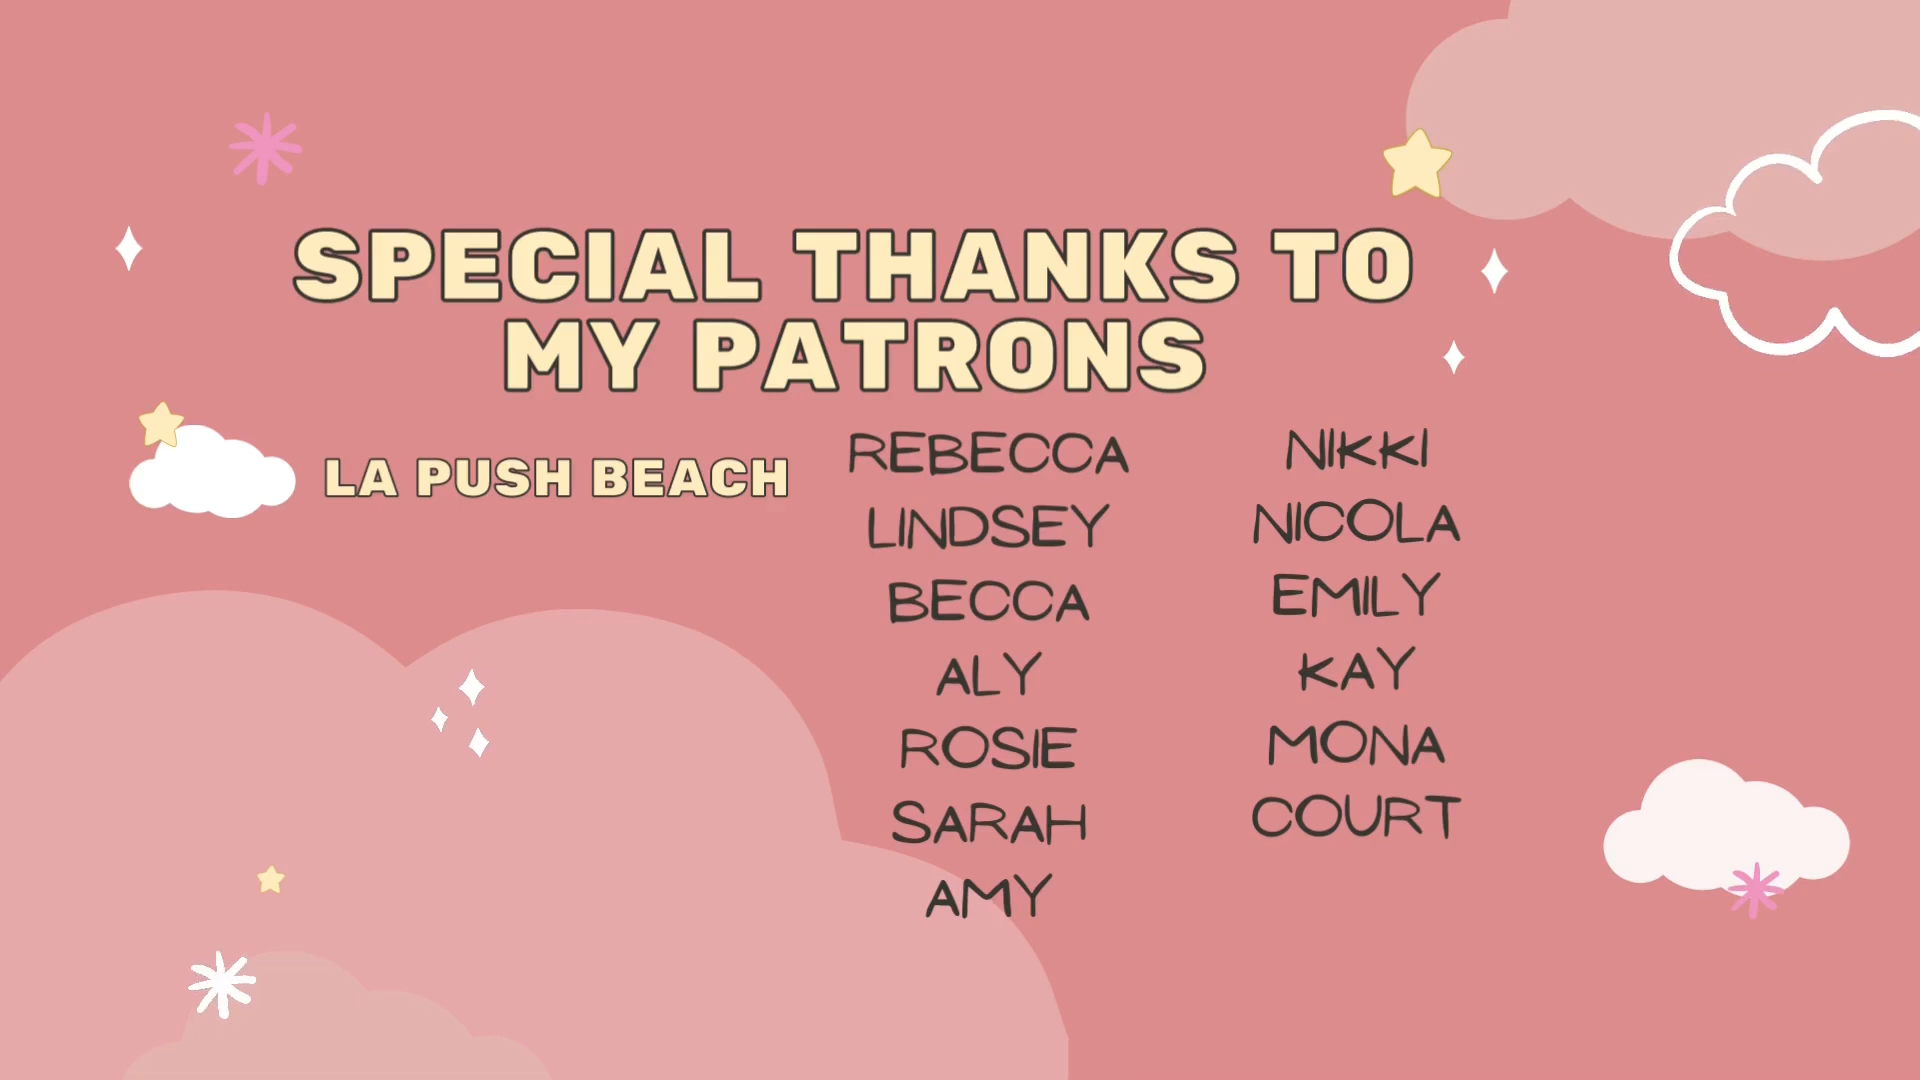 SPECIAL THANKS TO
MY PATRONS
LA PUSH BEACH
REBECCA
LINDSEY
BECCA
ALY
ROSIE
SARAH
AMY
NIKKI
NICOLA
EMILY
KAY
MONA
COURT